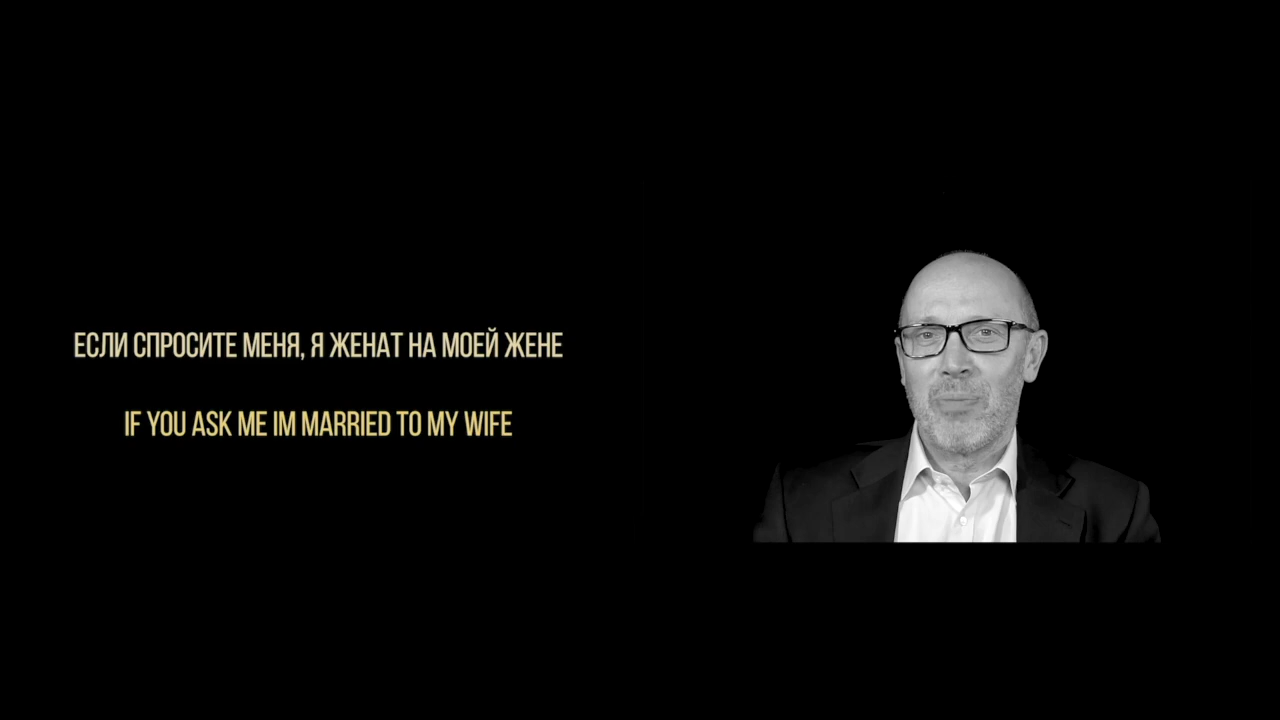 ЕСЛИ СПРОСИТЕ МЕНЯ, Я ЖЕНАТ НА МОЕЙ ЖЕНЕ
IF YOU ASK ME IM MARRIED TO MY WIFE